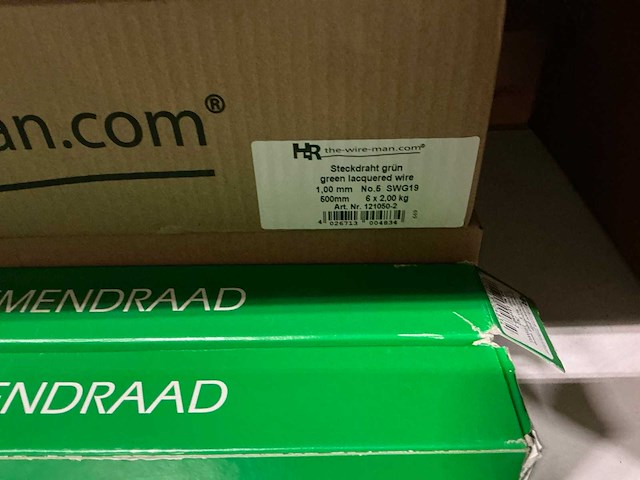 an.com®
HR the-wire-man.com®
Steckdraht grün
green lacquered wire
1,00 mm No.5 SWG19
500mm 6 x 2,00 kg
Art. Nr. 121050-2
4 026713 004834
MENDRAAD
ENDRAAD